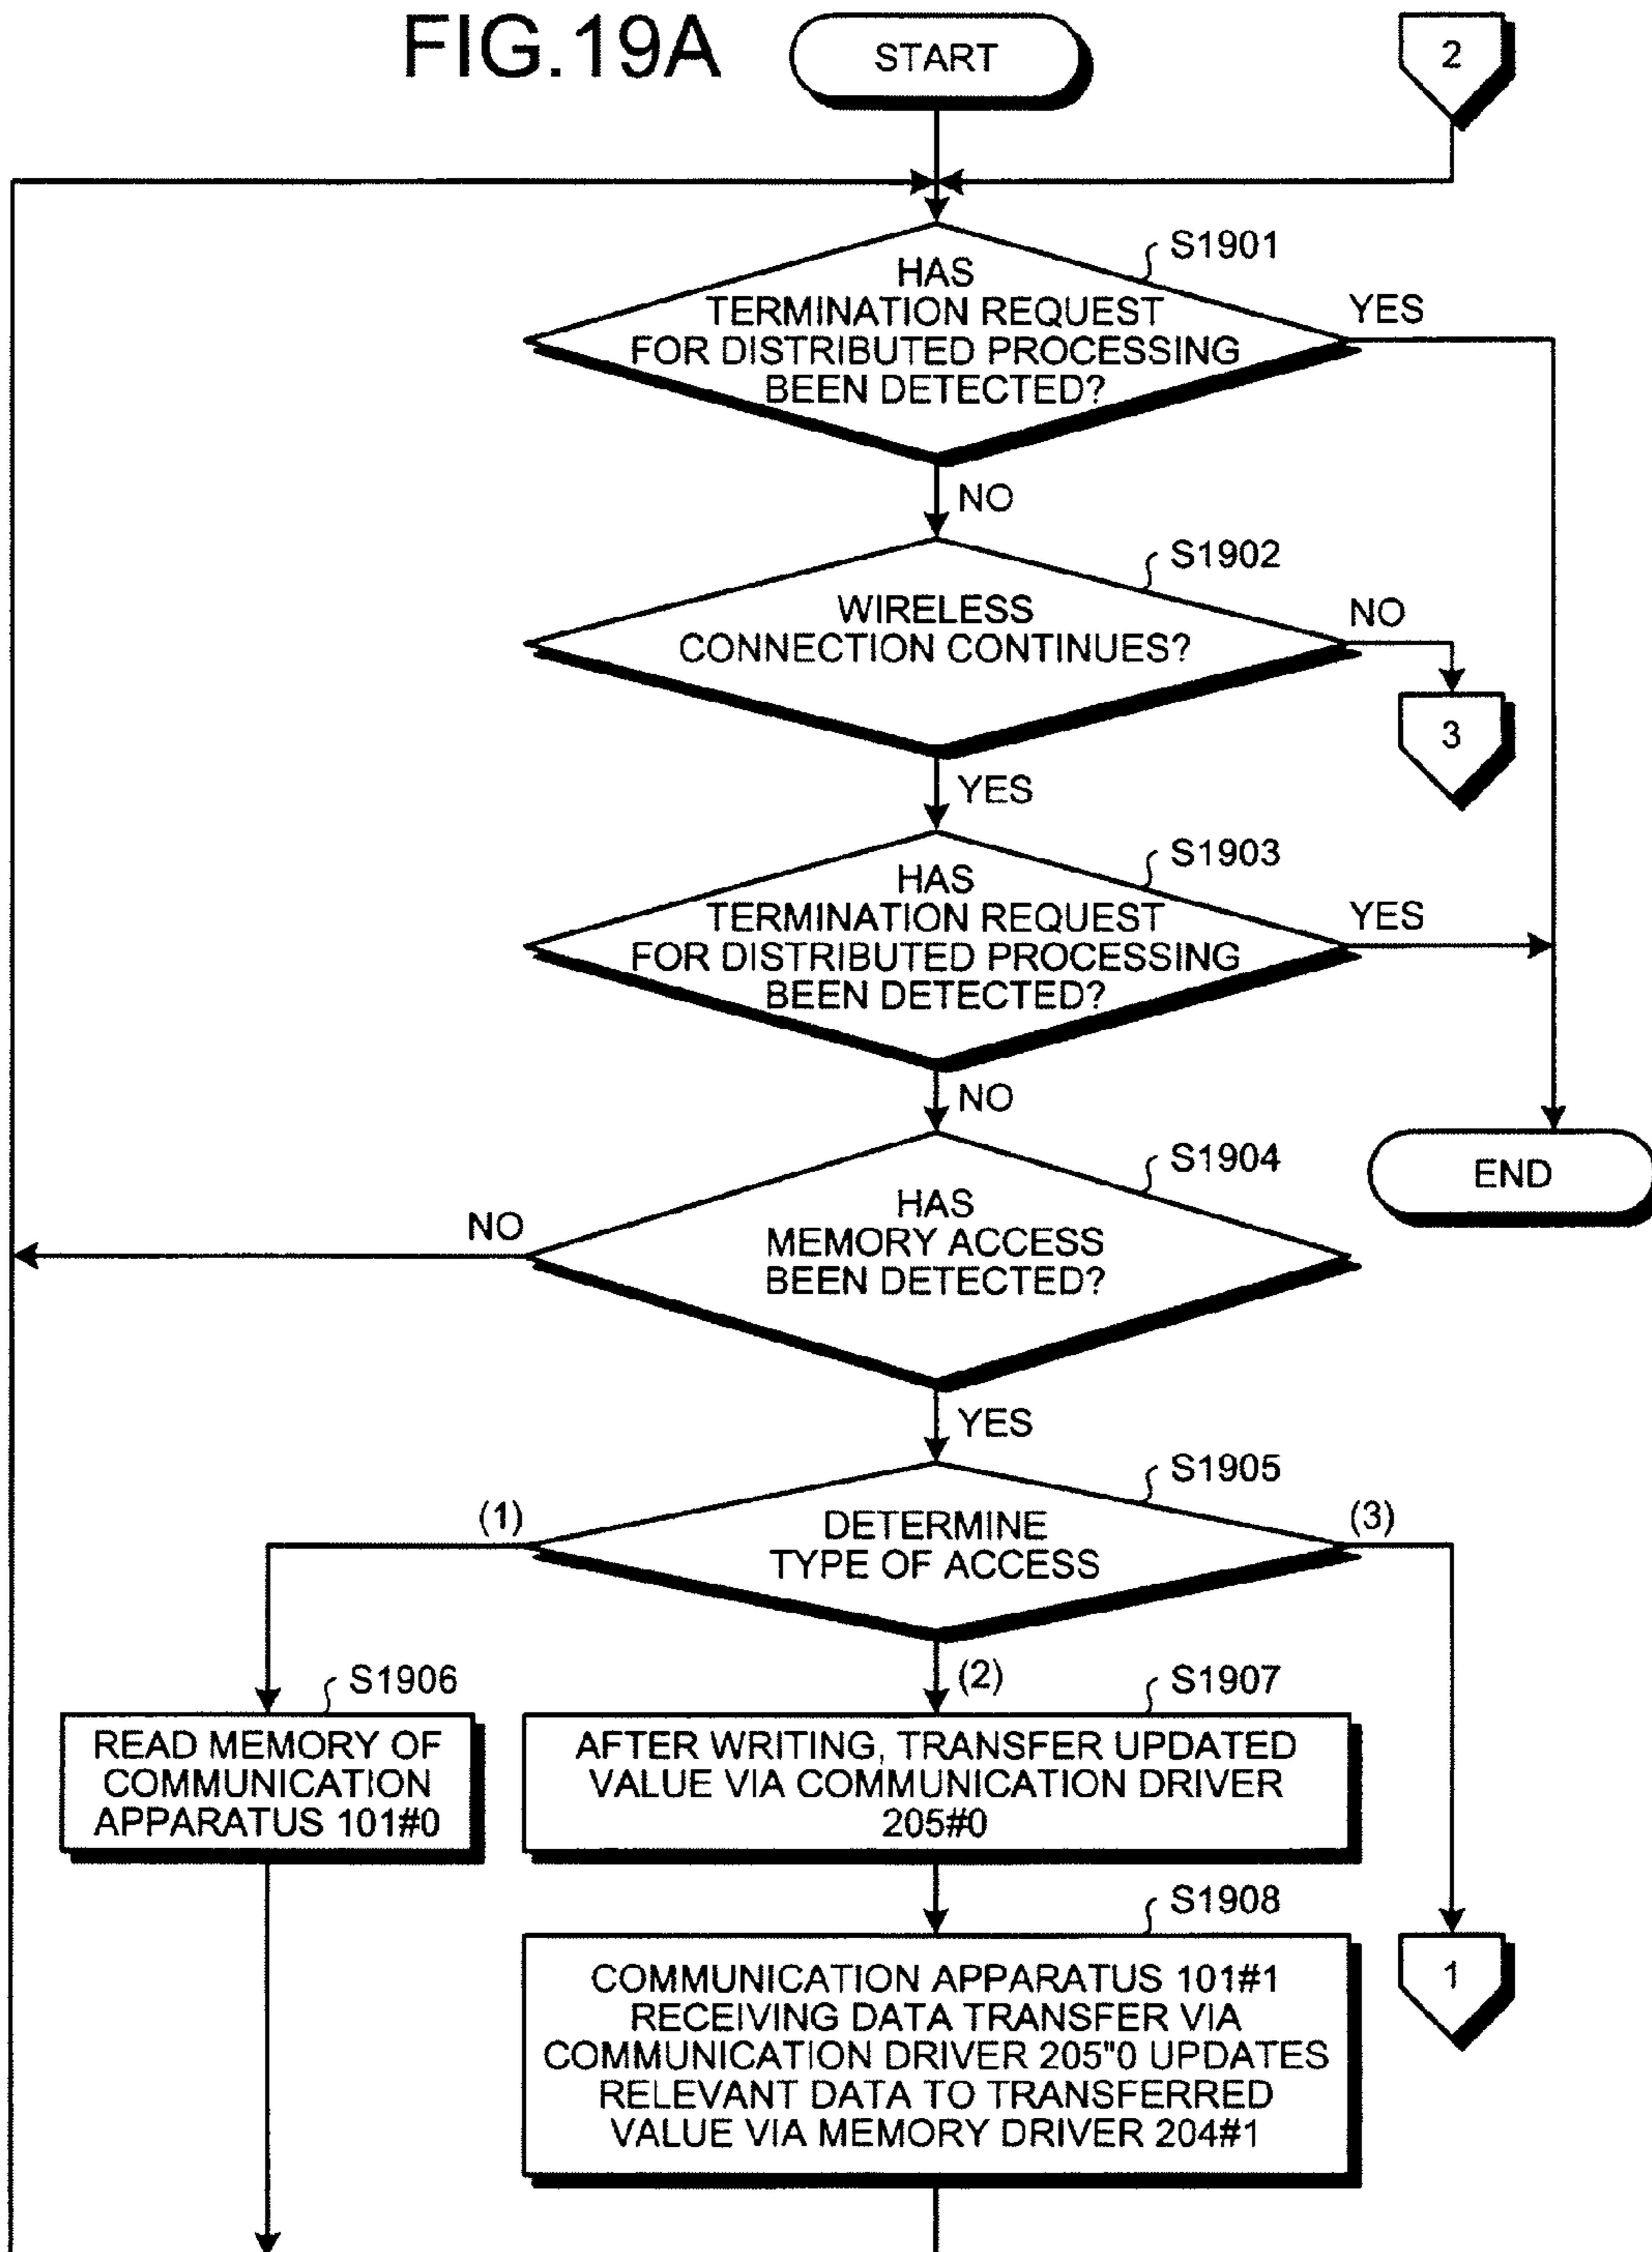 FIG.19A
START
2
S1901
HAS
TERMINATION REQUEST
FOR DISTRIBUTED PROCESSING
BEEN DETECTED?
YES
NO
S1902
WIRELESS
CONNECTION CONTINUES?
NO
3
YES
S1903
HAS
TERMINATION REQUEST
FOR DISTRIBUTED PROCESSING
BEEN DETECTED?
YES
NO
END
S1904
HAS
MEMORY ACCESS
BEEN DETECTED?
NO
YES
S1905
DETERMINE
TYPE OF ACCESS
(1)
(3)
(2)
S1906
READ MEMORY OF
COMMUNICATION
APPARATUS 101#0
S1907
AFTER WRITING, TRANSFER UPDATED
VALUE VIA COMMUNICATION DRIVER
205#0
S1908
COMMUNICATION APPARATUS 101#1
RECEIVING DATA TRANSFER VIA
COMMUNICATION DRIVER 205"0 UPDATES
RELEVANT DATA TO TRANSFERRED
VALUE VIA MEMORY DRIVER 204#1
1